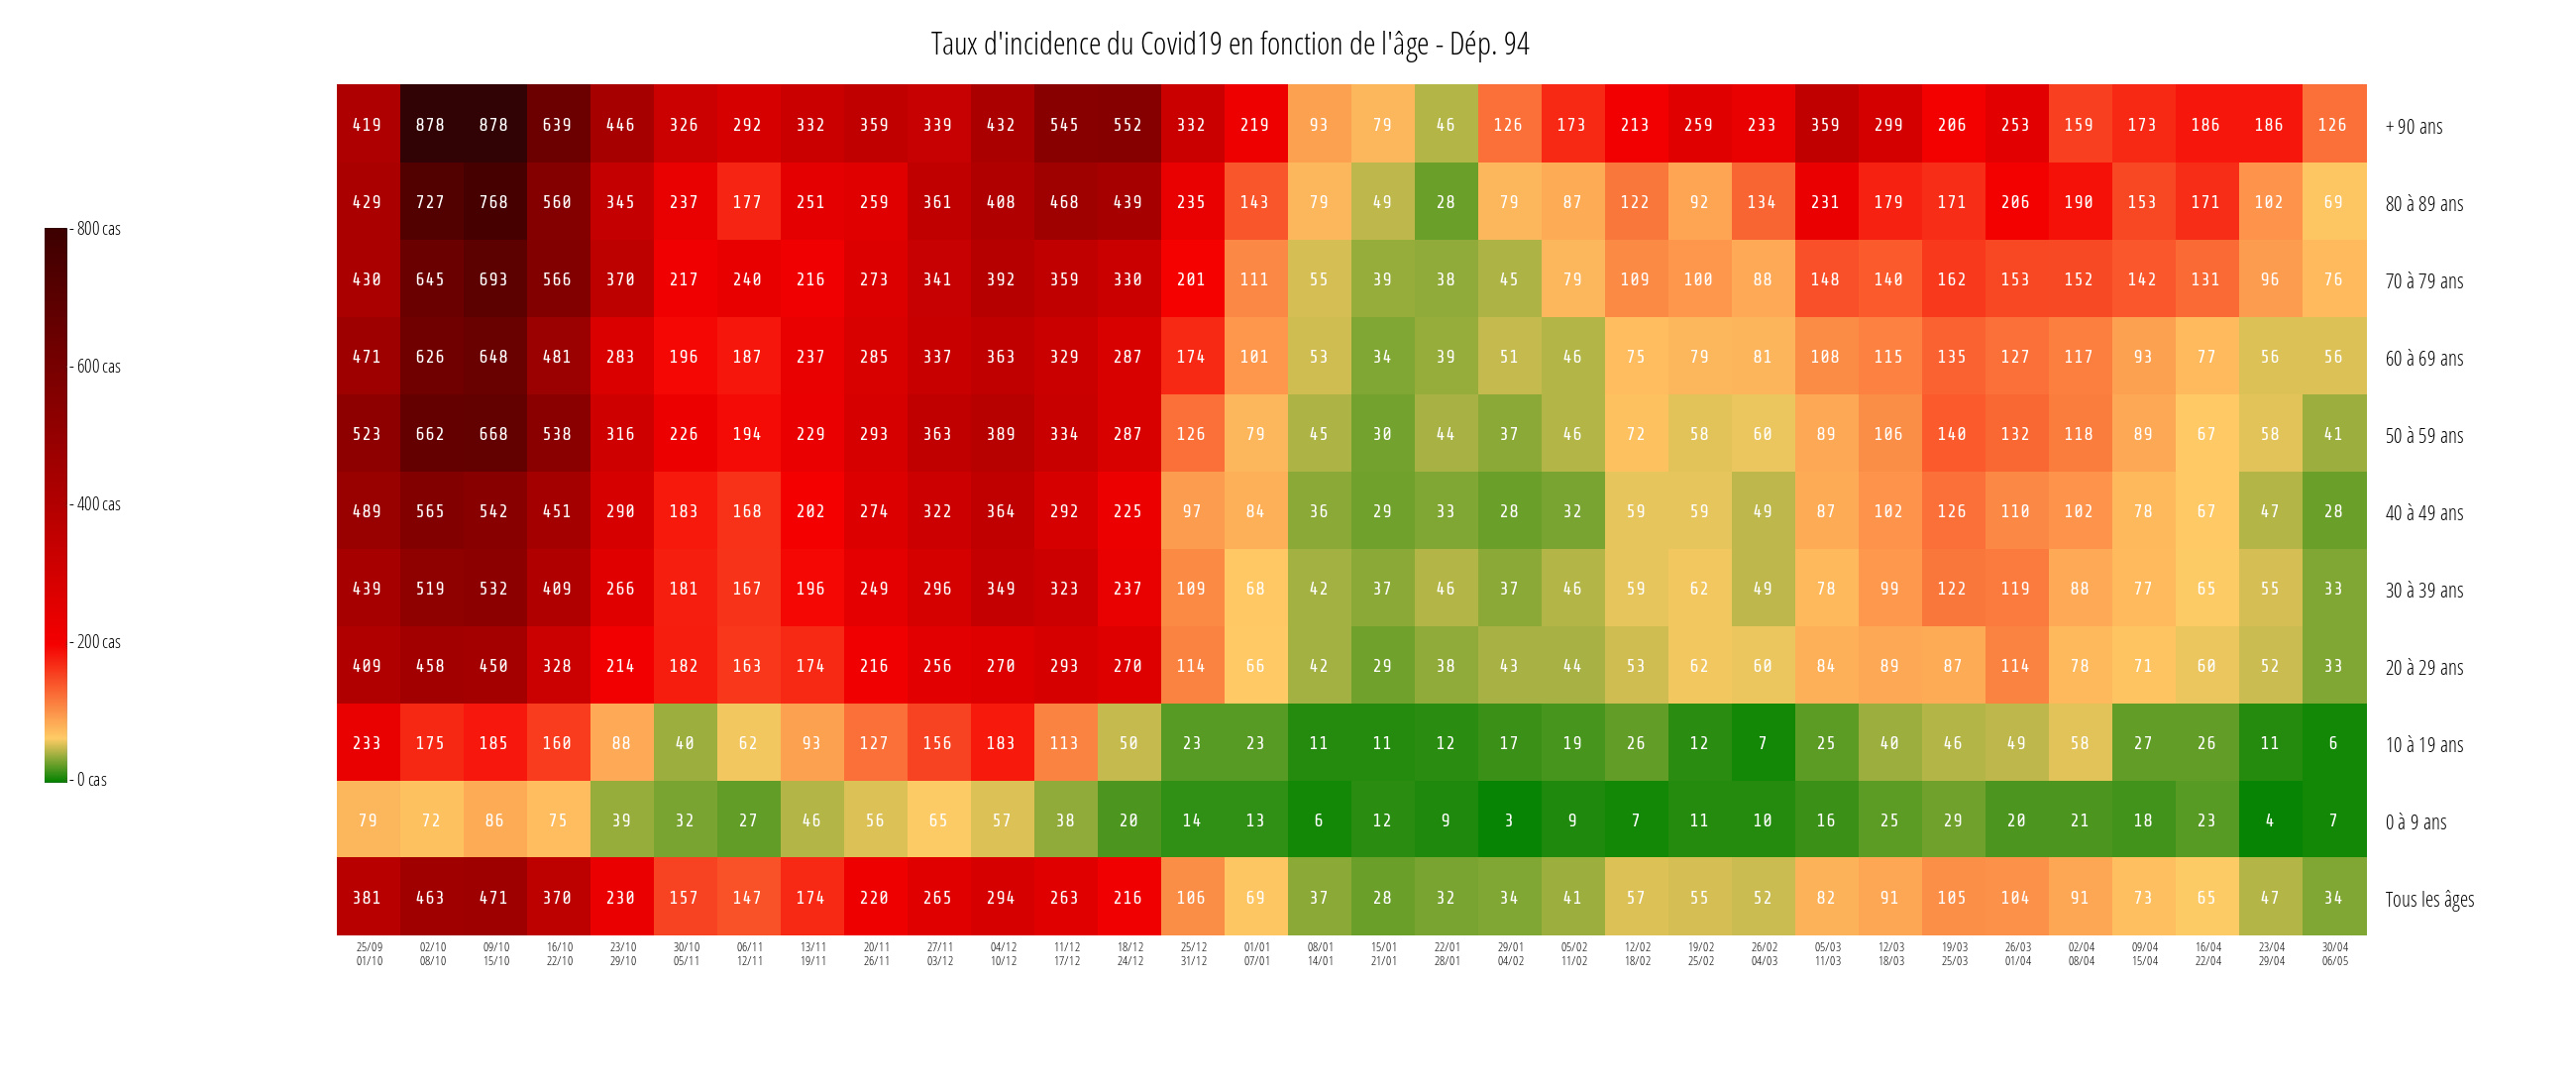 Taux d'incidence du Covid19 en fonction de l'âge - Dép. 94
- 800 cas
- 600 cas
- 400 cas
- 200 cas
- 0 cas
419 878 878 639 446 326 292 332 359 339 432 545 552 332 219 93 79 46 126 173 213 259 233 359 299 206 253 159 173 186 186 126 + 90 ans
429 727 768 560 345 237 177 251 259 361 408 468 439 235 143 79 49 28 79 87 122 92 134 231 179 171 206 190 153 171 102 69 80 à 89 ans
430 645 693 566 370 217 240 216 273 341 392 359 330 201 111 55 39 38 45 79 109 100 88 148 140 162 153 152 142 131 96 76 70 à 79 ans
471 626 648 481 283 196 187 237 285 337 363 329 287 174 101 53 34 39 51 46 75 79 81 108 115 135 127 117 93 77 56 56 60 à 69 ans
523 662 668 538 316 226 194 229 293 363 389 334 287 126 79 45 30 44 37 46 72 58 60 89 106 140 132 118 89 67 58 41 50 à 59 ans
489 565 542 451 290 183 168 202 274 322 364 292 225 97 84 36 29 33 28 32 59 59 49 87 102 126 110 102 78 67 47 28 40 à 49 ans
439 519 532 409 266 181 167 196 249 296 349 323 237 109 68 42 37 46 37 46 59 62 49 78 99 122 119 88 77 65 55 33 30 à 39 ans
409 458 450 328 214 182 163 174 216 256 270 293 270 114 66 42 29 38 43 44 53 62 60 84 89 87 114 78 71 60 52 33 20 à 29 ans
233 175 185 160 88 40 62 93 127 156 183 113 50 23 23 11 11 12 17 19 26 12 7 25 40 46 49 58 27 26 11 6 10 à 19 ans
79 72 86 75 39 32 27 46 56 65 57 38 20 14 13 6 12 9 3 9 7 11 10 16 25 29 20 21 18 23 4 7 0 à 9 ans
381 463 471 370 230 157 147 174 220 265 294 263 216 106 69 37 28 32 34 41 57 55 52 82 91 105 104 91 73 65 47 34 Tous les âges
25/09 02/10 09/10 16/10 23/10 30/10 06/11 13/11 20/11 27/11 04/12 11/12 18/12 25/12 01/01 08/01 15/01 22/01 29/01 05/02 12/02 19/02 26/02 05/03 12/03 19/03 26/03 02/04 09/04 16/04 23/04 30/04
01/10 08/10 15/10 22/10 29/10 05/11 12/11 19/11 26/11 03/12 10/12 17/12 24/12 31/12 07/01 14/01 21/01 28/01 04/02 11/02 18/02 25/02 04/03 11/03 18/03 25/03 01/04 08/04 15/04 22/04 29/04 06/05